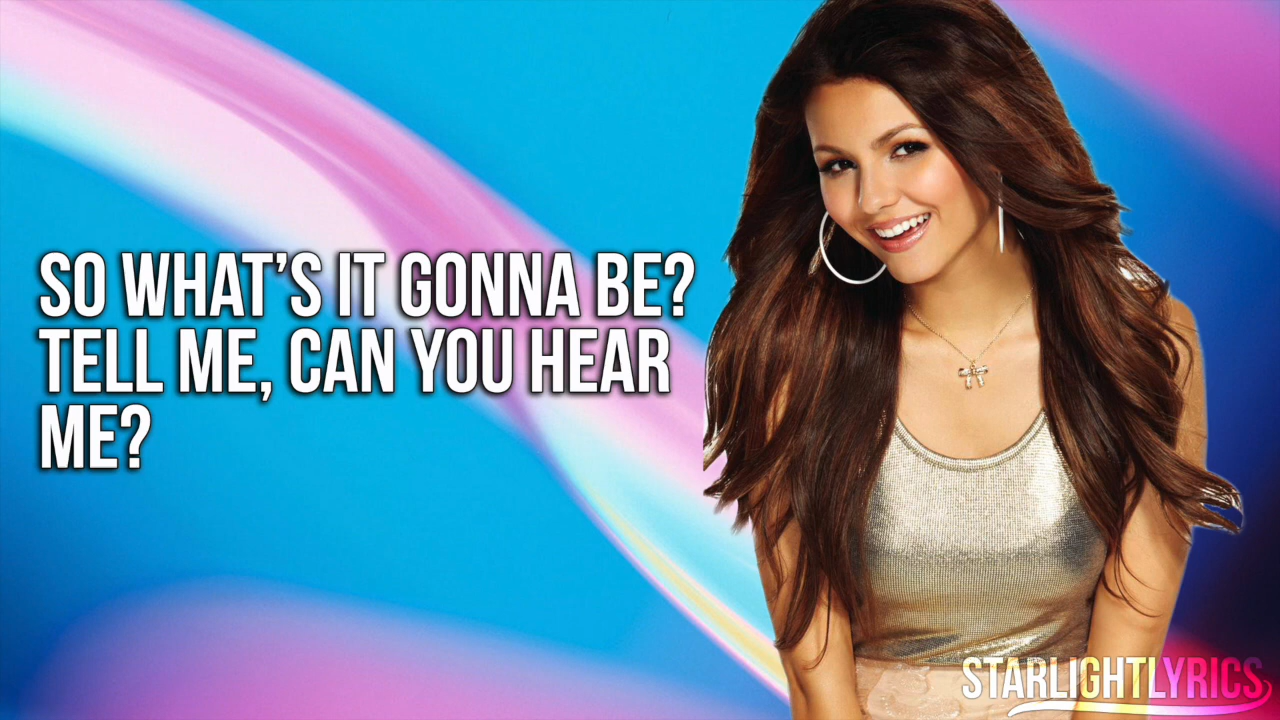 SO WHAT’S IT GONNA BE?
TELL ME, CAN YOU HEAR
ME?
STARLIGHTLYRICS